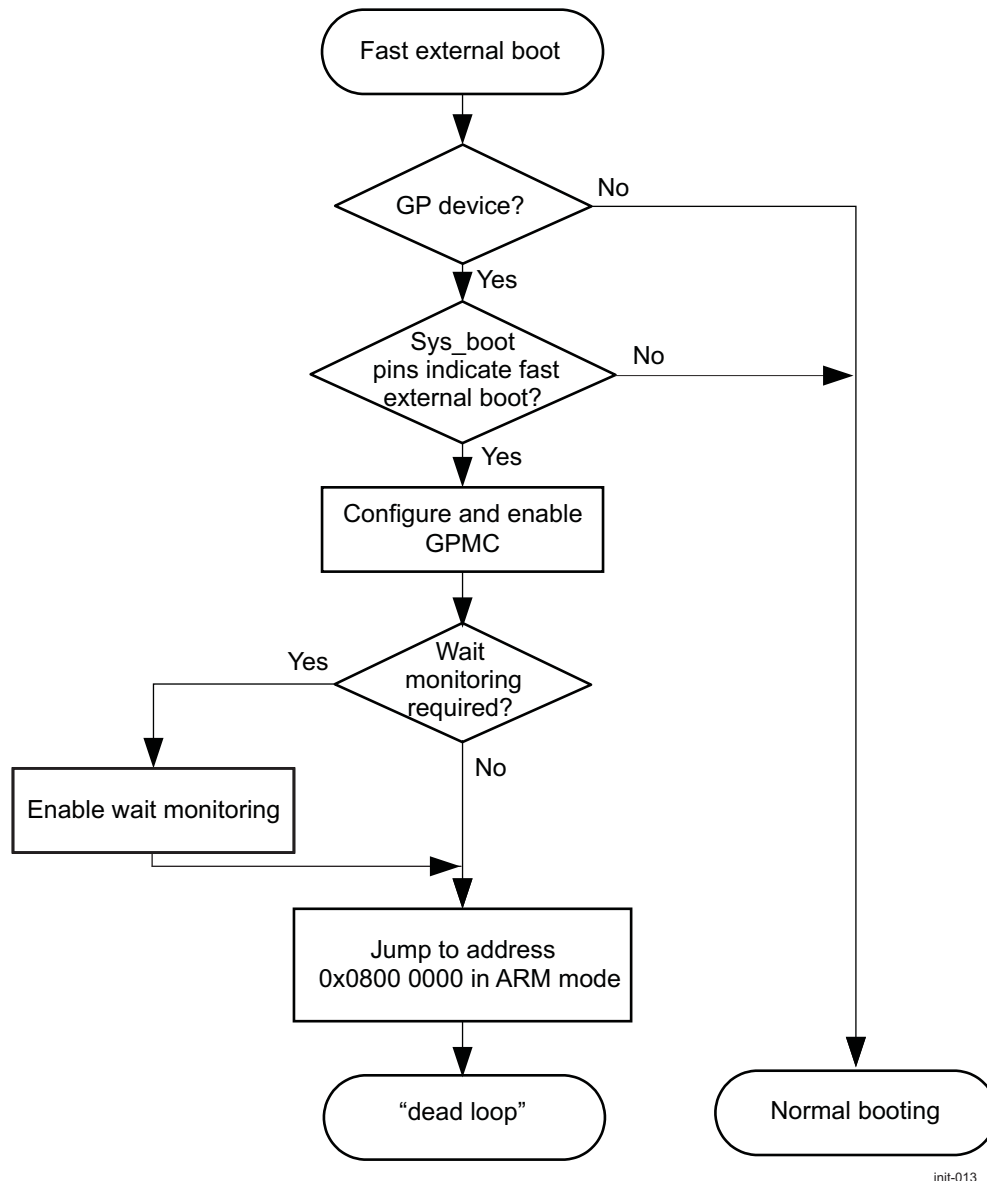 Fast external boot
GP device?
No
Yes
Sys_boot
pins indicate fast
external boot?
No
Yes
Configure and enable
GPMC
Wait
monitoring
required?
Yes
No
Enable wait monitoring
Jump to address
0x0800 0000 in ARM mode
“dead loop”
Normal booting
init-013